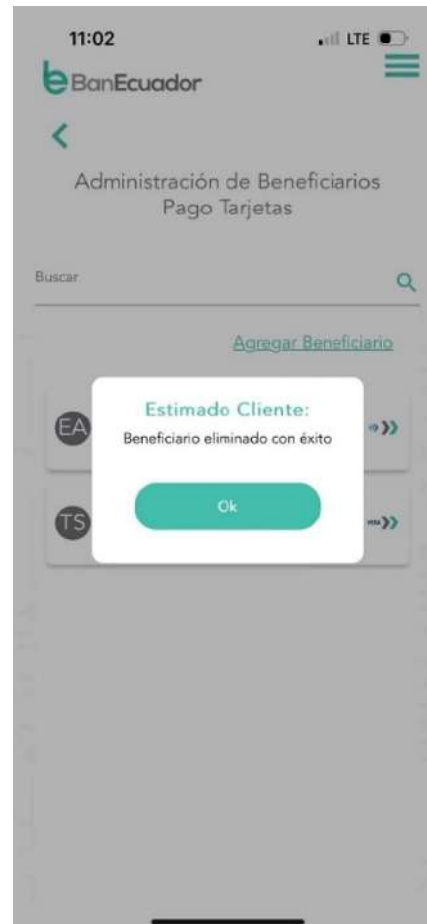 11:02
LTE
BanEcuador
Administración de Beneficiarios
Pago Tarjetas
Buscar
Agregar Beneficiario
EA
Estimado Cliente:
Beneficiario eliminado con éxito
Ok
TS
VISA